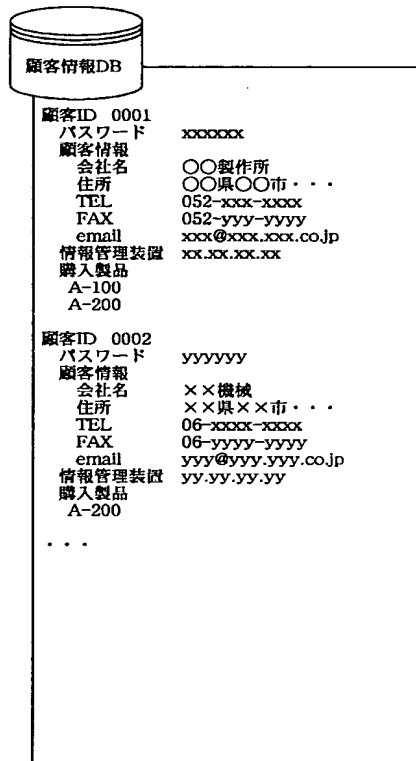 顧客情報DB
顧客ID 0001
パスワード xxxxxx
顧客情報
会社名 〇〇製作所
住所 〇〇県〇〇市・・・
TEL 052-xxx-xxxx
FAX 052-yyy-yyyy
email xxx@xxx.xxx.co.jp
情報管理装置 xx.xx.xx.xx
購入製品
A-100
A-200
顧客ID 0002
パスワード yyyyyy
顧客情報
会社名 ××機械
住所 ××県××市・・・
TEL 06-xxxx-xxxx
FAX 06-yyyy-yyyy
email yyy@yyy.yyy.co.jp
情報管理装置 yy.yy.yy.yy
購入製品
A-200
・・・